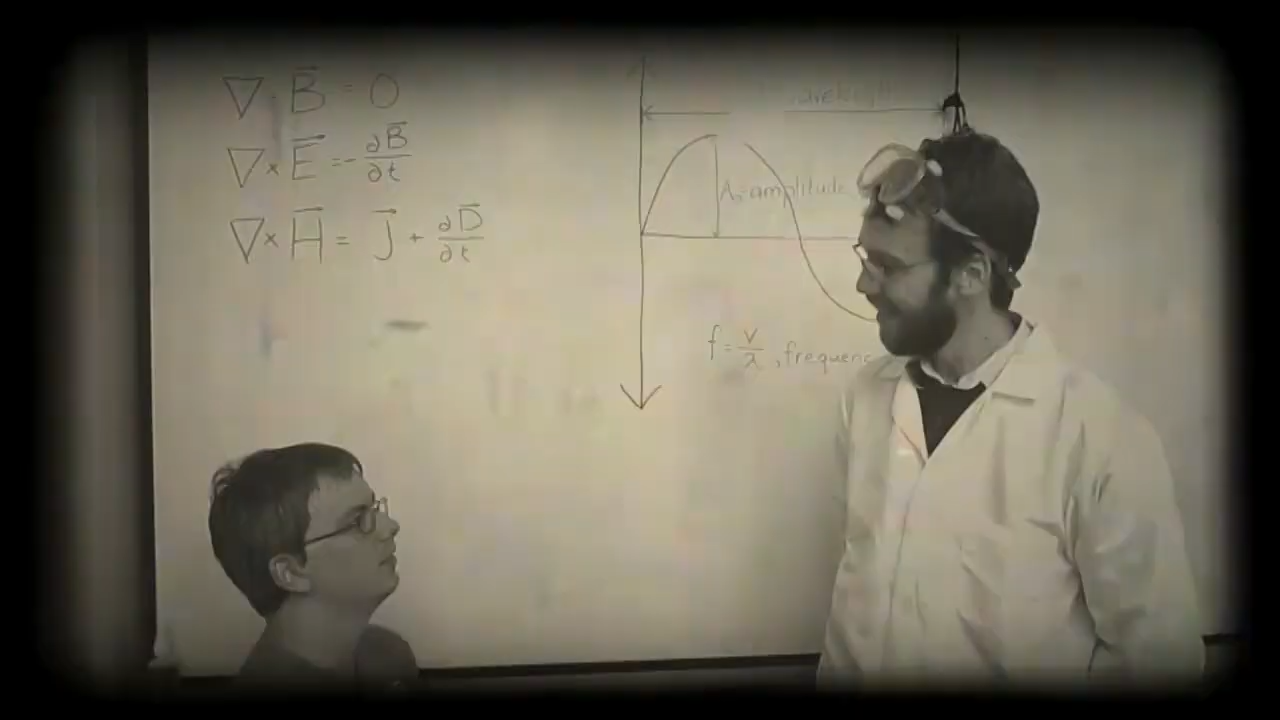 ∇ · B⃗ = 0
∇ × E⃗ = - ∂B⃗/∂t
∇ × H⃗ = J⃗ + ∂D⃗/∂t
A, amplitude
f = v/λ , frequenc